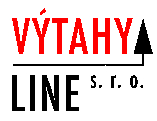 VÝTAHY
LINE s. r. o.